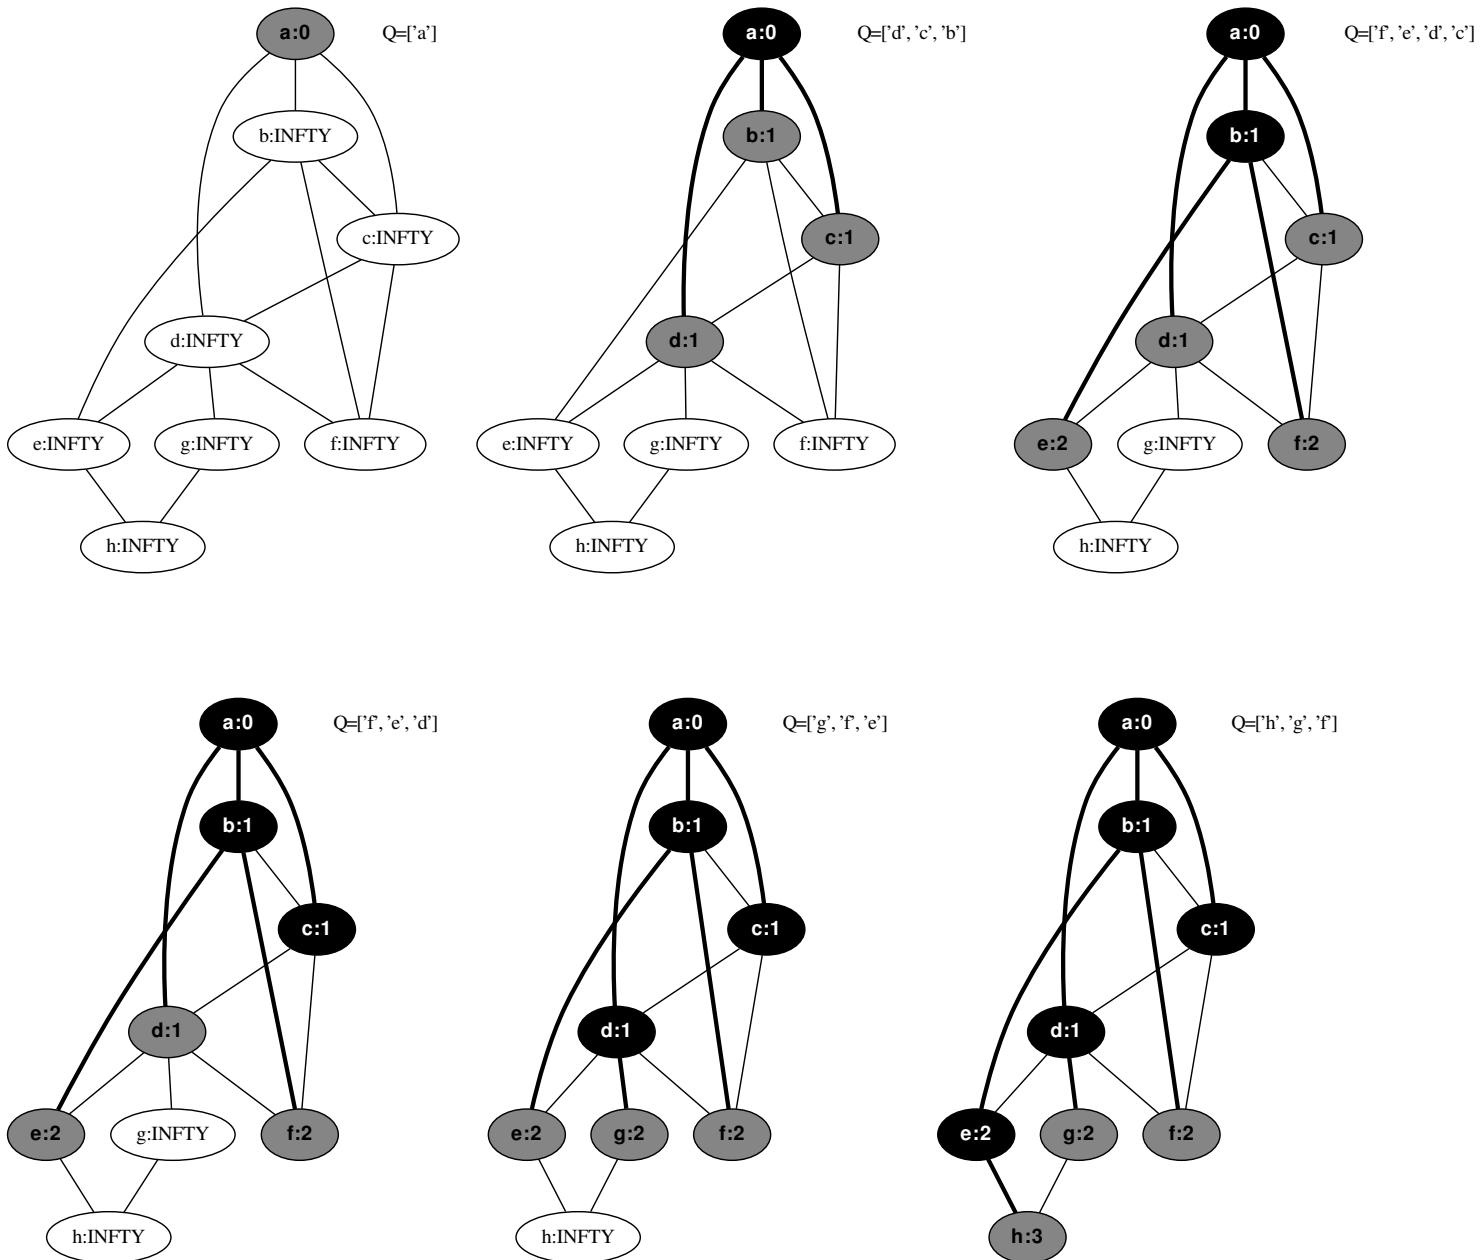 a:0 Q=['a']
b:INFTY
c:INFTY
d:INFTY
e:INFTY g:INFTY f:INFTY
h:INFTY
a:0 Q=['d', 'c', 'b']
b:1
c:1
d:1
e:INFTY g:INFTY f:INFTY
h:INFTY
a:0 Q=['f', 'e', 'd', 'c']
b:1
c:1
d:1
e:2 g:INFTY f:2
h:INFTY
a:0 Q=['f', 'e', 'd']
b:1
c:1
d:1
e:2 g:INFTY f:2
h:INFTY
a:0 Q=['g', 'f', 'e']
b:1
c:1
d:1
e:2 g:2 f:2
h:INFTY
a:0 Q=['h', 'g', 'f']
b:1
c:1
d:1
e:2 g:2 f:2
h:3